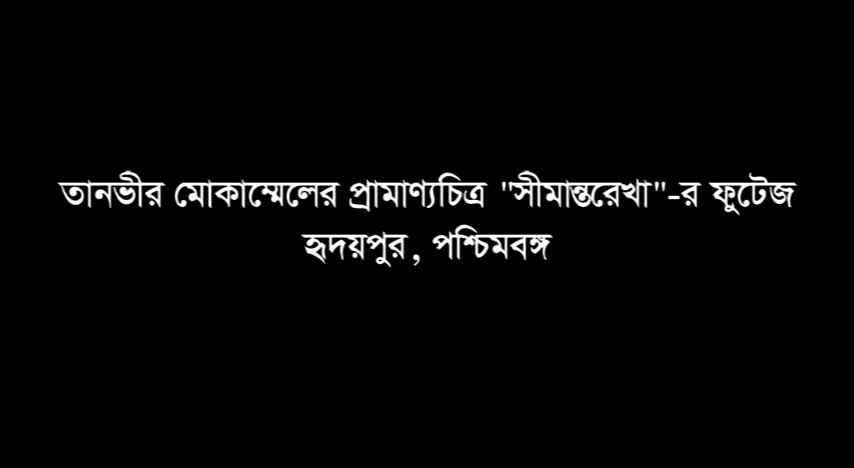 তানভীর মোকাম্মেলের প্রামাণ্যচিত্র "সীমান্তরেখা"-র ফুটেজ
হৃদয়পুর, পশ্চিমবঙ্গ